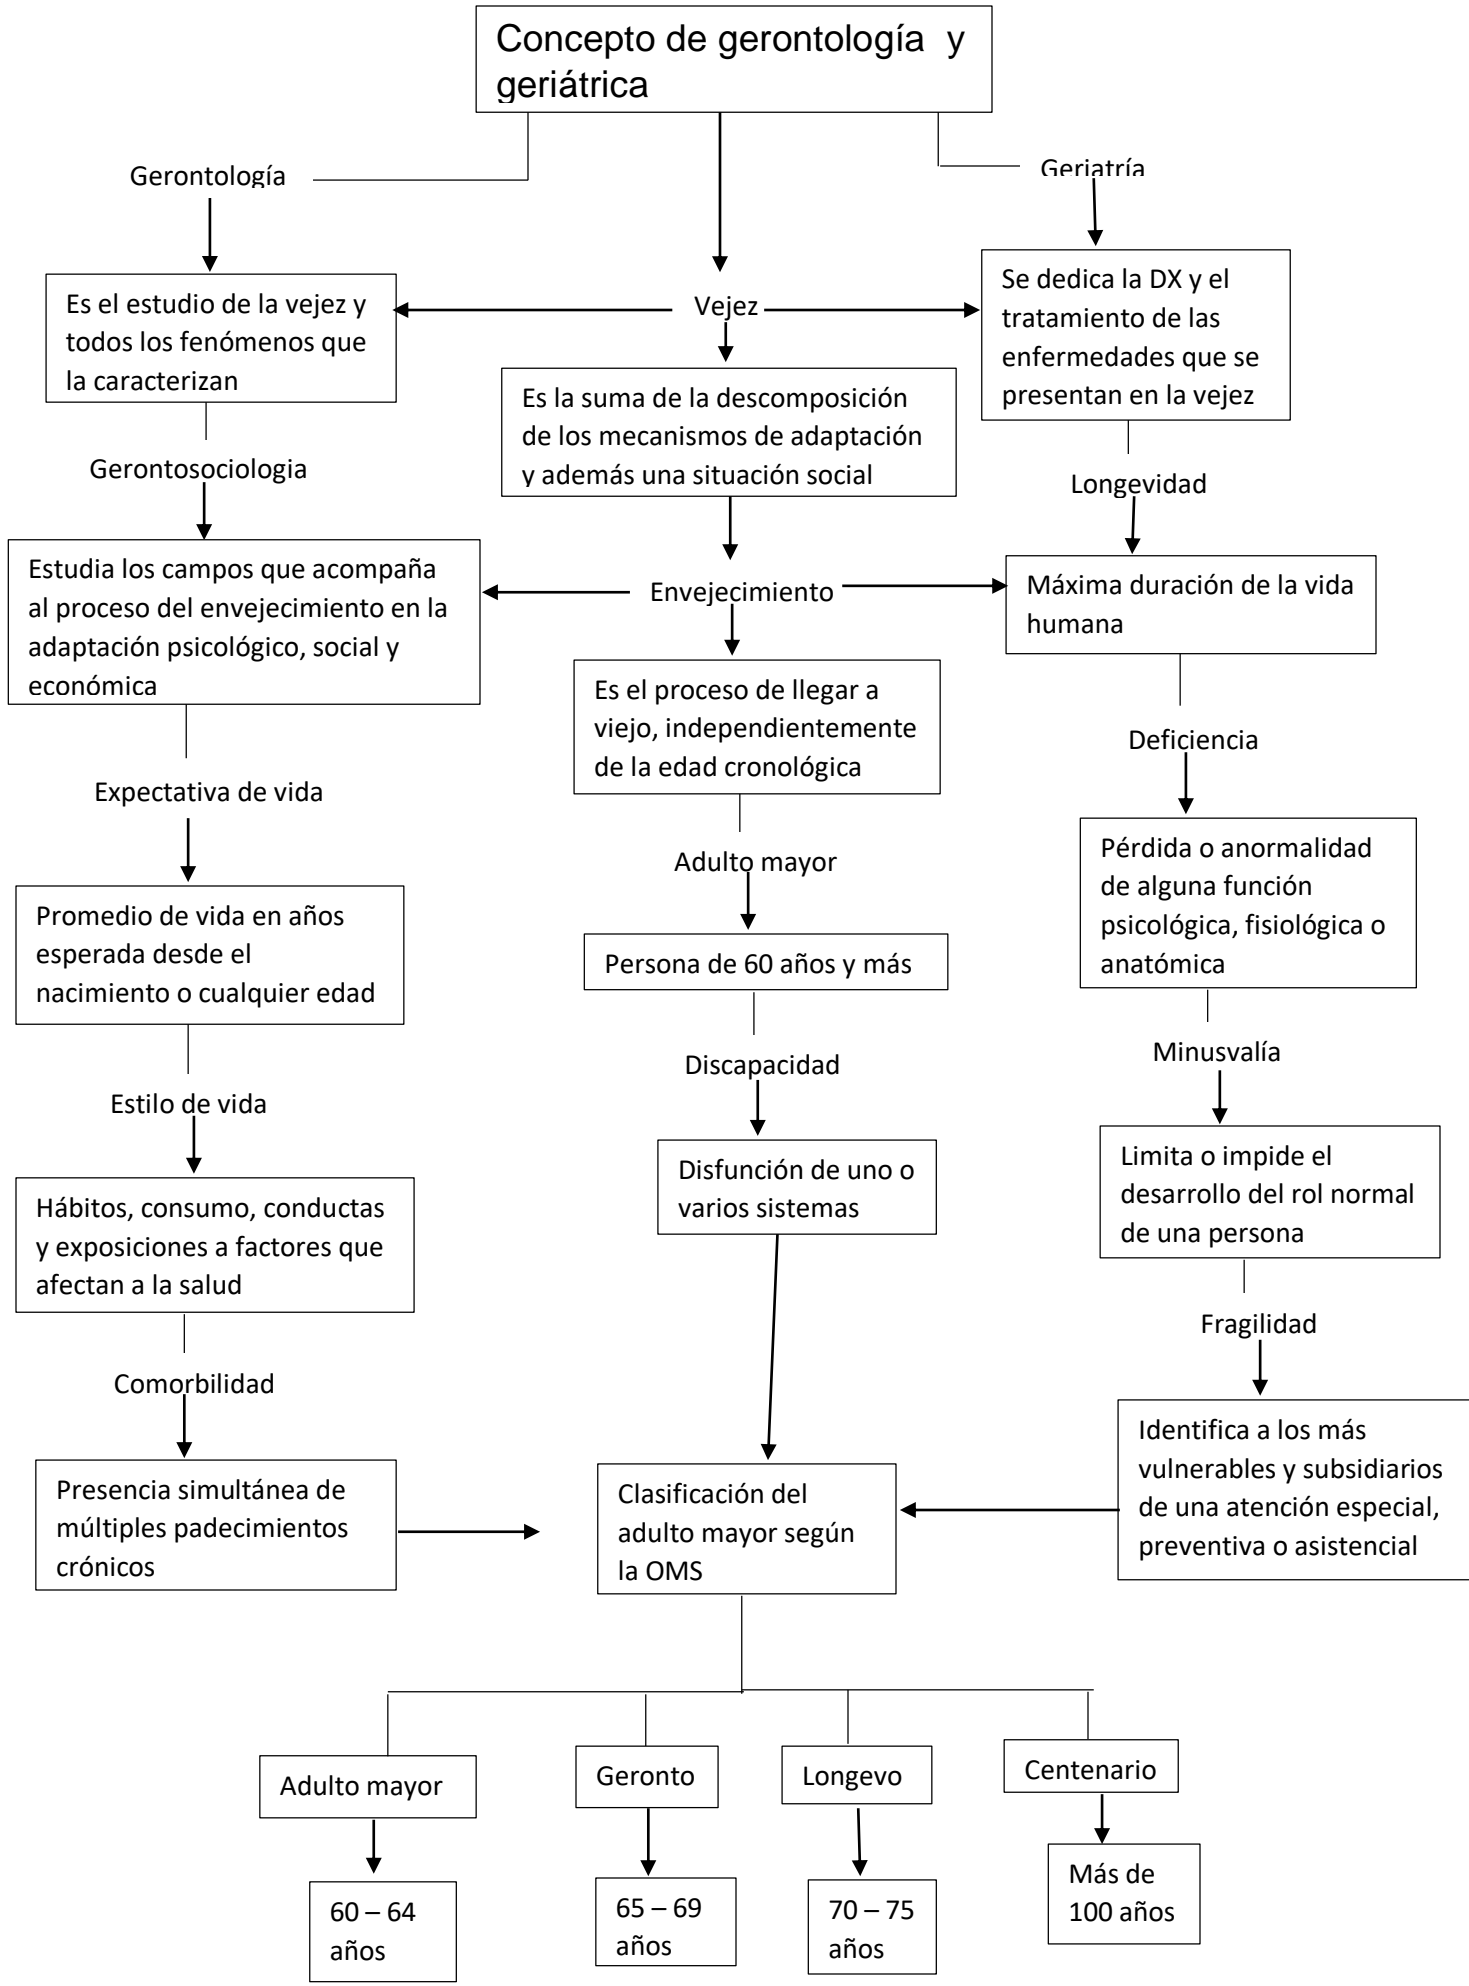 Concepto de gerontología y
geriátrica
Gerontología
Geriatría
Es el estudio de la vejez y
todos los fenómenos que
la caracterizan
Vejez
Se dedica la DX y el
tratamiento de las
enfermedades que se
presentan en la vejez
Es la suma de la descomposición
de los mecanismos de adaptación
y además una situación social
Gerontosociologia
Longevidad
Estudia los campos que acompaña
al proceso del envejecimiento en la
adaptación psicológico, social y
económica
Envejecimiento
Máxima duración de la vida
humana
Es el proceso de llegar a
viejo, independientemente
de la edad cronológica
Deficiencia
Expectativa de vida
Adulto mayor
Pérdida o anormalidad
de alguna función
psicológica, fisiológica o
anatómica
Promedio de vida en años
esperada desde el
nacimiento o cualquier edad
Persona de 60 años y más
Discapacidad
Minusvalía
Estilo de vida
Disfunción de uno o
varios sistemas
Limita o impide el
desarrollo del rol normal
de una persona
Hábitos, consumo, conductas
y exposiciones a factores que
afectan a la salud
Fragilidad
Comorbilidad
Identifica a los más
vulnerables y subsidiarios
de una atención especial,
preventiva o asistencial
Presencia simultánea de
múltiples padecimientos
crónicos
Clasificación del
adulto mayor según
la OMS
Adulto mayor
Geronto
Longevo
Centenario
60 – 64
años
65 – 69
años
70 – 75
años
Más de
100 años